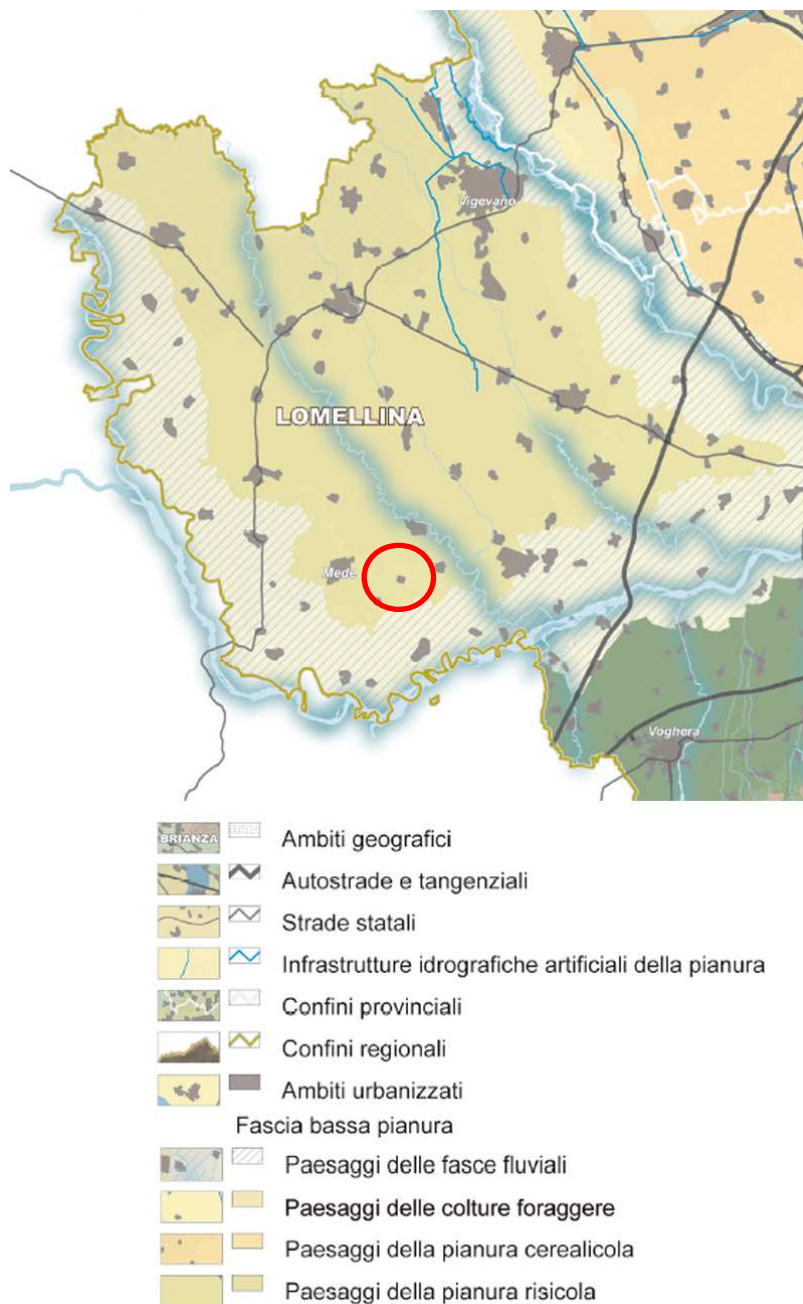 Vigevano
LOMELLINA
Mede
Voghera
BRIANZA
Ambiti geografici
Autostrade e tangenziali
Strade statali
Infrastrutture idrografiche artificiali della pianura
Confini provinciali
Confini regionali
Ambiti urbanizzati
Fascia bassa pianura
Paesaggi delle fasce fluviali
Paesaggi delle colture foraggere
Paesaggi della pianura cerealicola
Paesaggi della pianura risicola